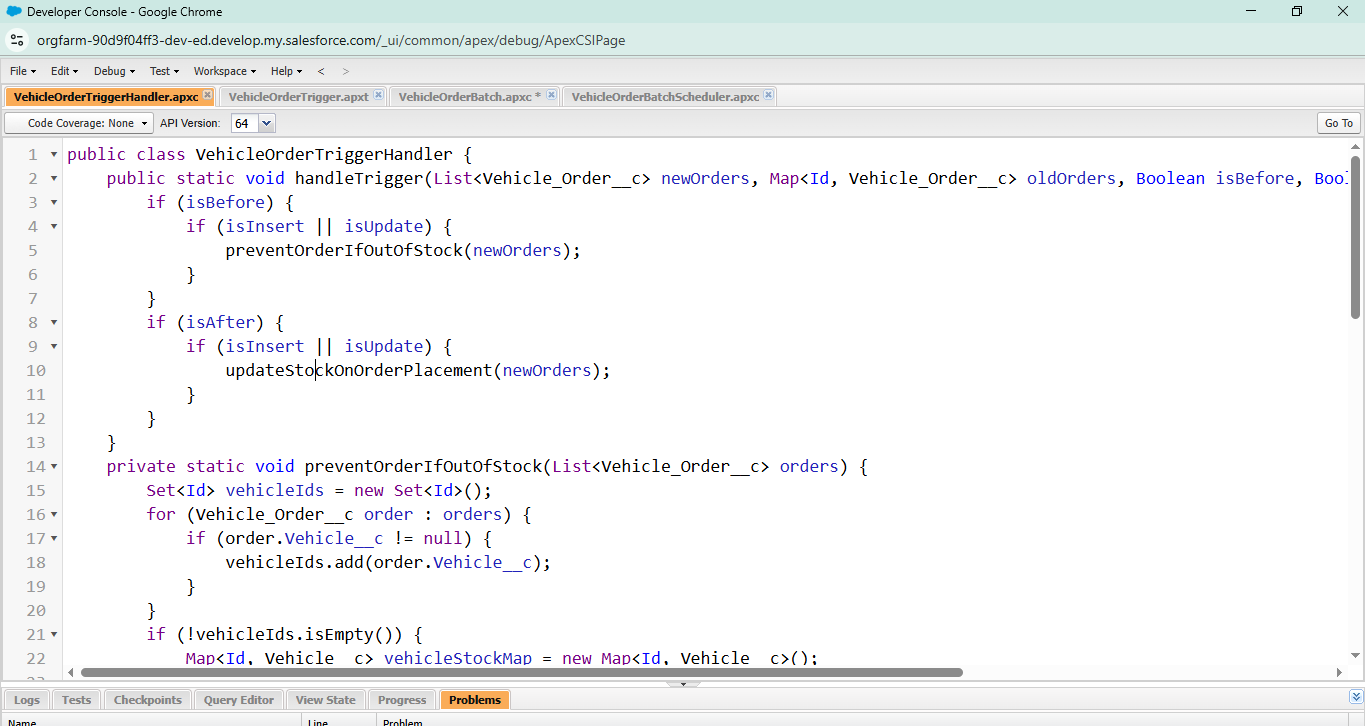 Developer Console - Google Chrome
orgfarm-90d9f04ff3-dev-ed.develop.my.salesforce.com/_ui/common/apex/debug/ApexCSIPage
File Edit Debug Test Workspace Help < >
VehicleOrderTriggerHandler.apxc VehicleOrderTrigger.apxt VehicleOrderBatch.apxc * VehicleOrderBatchScheduler.apxc
Code Coverage: None API Version: 64 Go To
1 public class VehicleOrderTriggerHandler {
2 public static void handleTrigger(List<Vehicle_Order__c> newOrders, Map<Id, Vehicle_Order__c> oldOrders, Boolean isBefore, Bool
3 if (isBefore) {
4 if (isInsert || isUpdate) {
5 preventOrderIfOutOfStock(newOrders);
6 }
7 }
8 if (isAfter) {
9 if (isInsert || isUpdate) {
10 updateStockOnOrderPlacement(newOrders);
11 }
12 }
13 }
14 private static void preventOrderIfOutOfStock(List<Vehicle_Order__c> orders) {
15 Set<Id> vehicleIds = new Set<Id>();
16 for (Vehicle_Order__c order : orders) {
17 if (order.Vehicle__c != null) {
18 vehicleIds.add(order.Vehicle__c);
19 }
20 }
21 if (!vehicleIds.isEmpty()) {
22 Map<Id, Vehicle__c> vehicleStockMap = new Map<Id, Vehicle__c>();
Logs Tests Checkpoints Query Editor View State Progress Problems
Name Line Problem